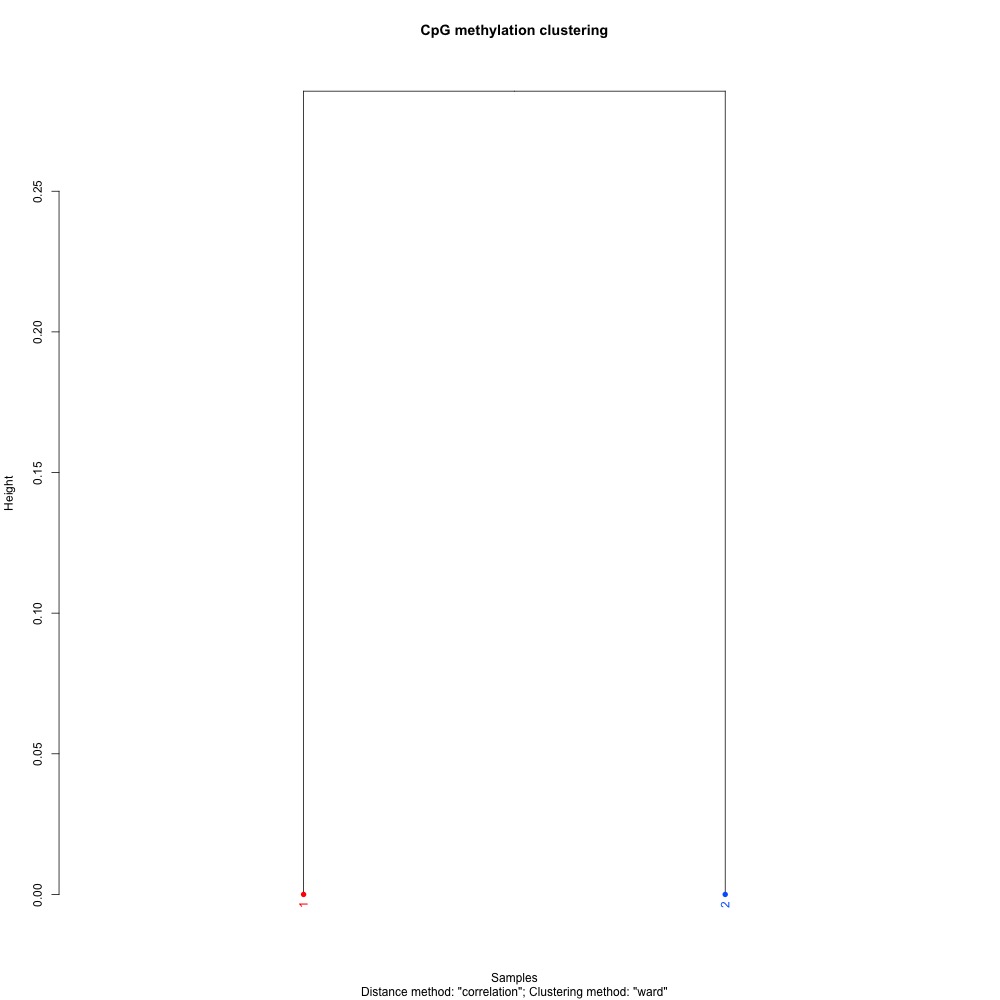 CpG methylation clustering
0.25
0.20
0.15
0.10
0.05
0.00
Height
1
2
Samples
Distance method: "correlation"; Clustering method: "ward"